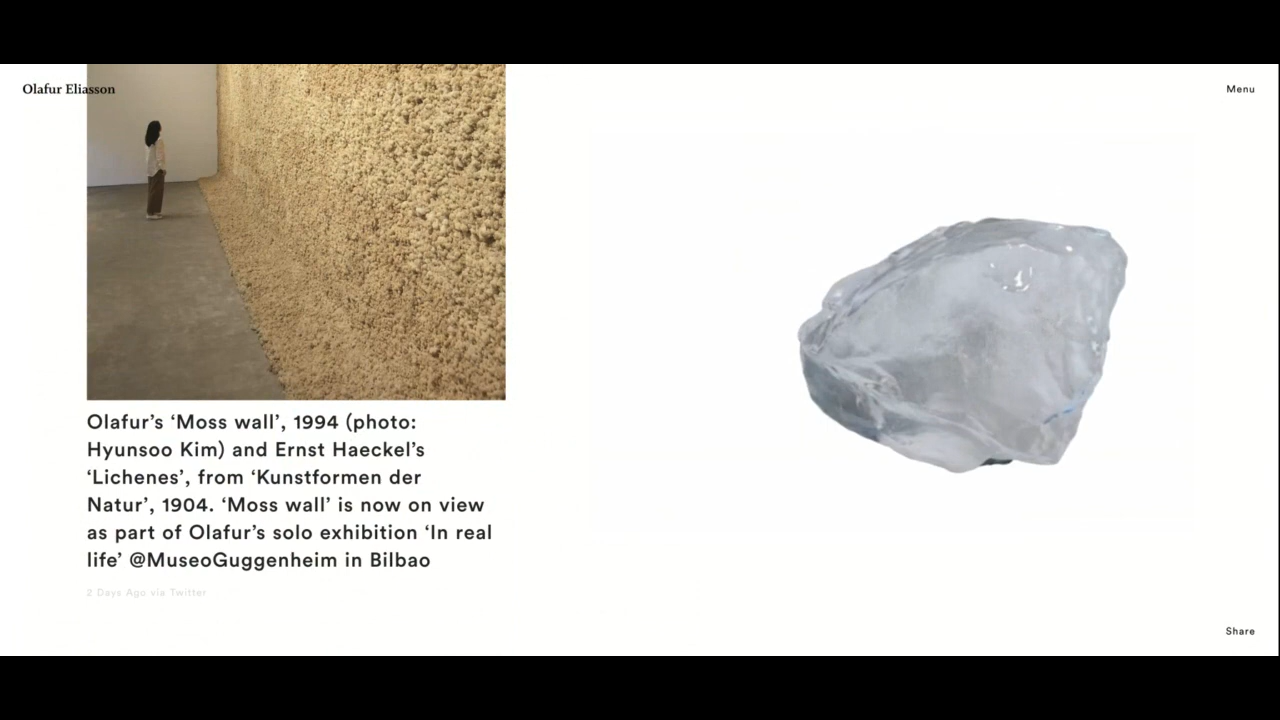 Olafur Eliasson
Menu
Olafur’s ‘Moss wall’, 1994 (photo:
Hyunsoo Kim) and Ernst Haeckel’s
‘Lichenes’, from ‘Kunstformen der
Natur’, 1904. ‘Moss wall’ is now on view
as part of Olafur’s solo exhibition ‘In real
life’ @MuseoGuggenheim in Bilbao
2 Days Ago via Twitter
Share